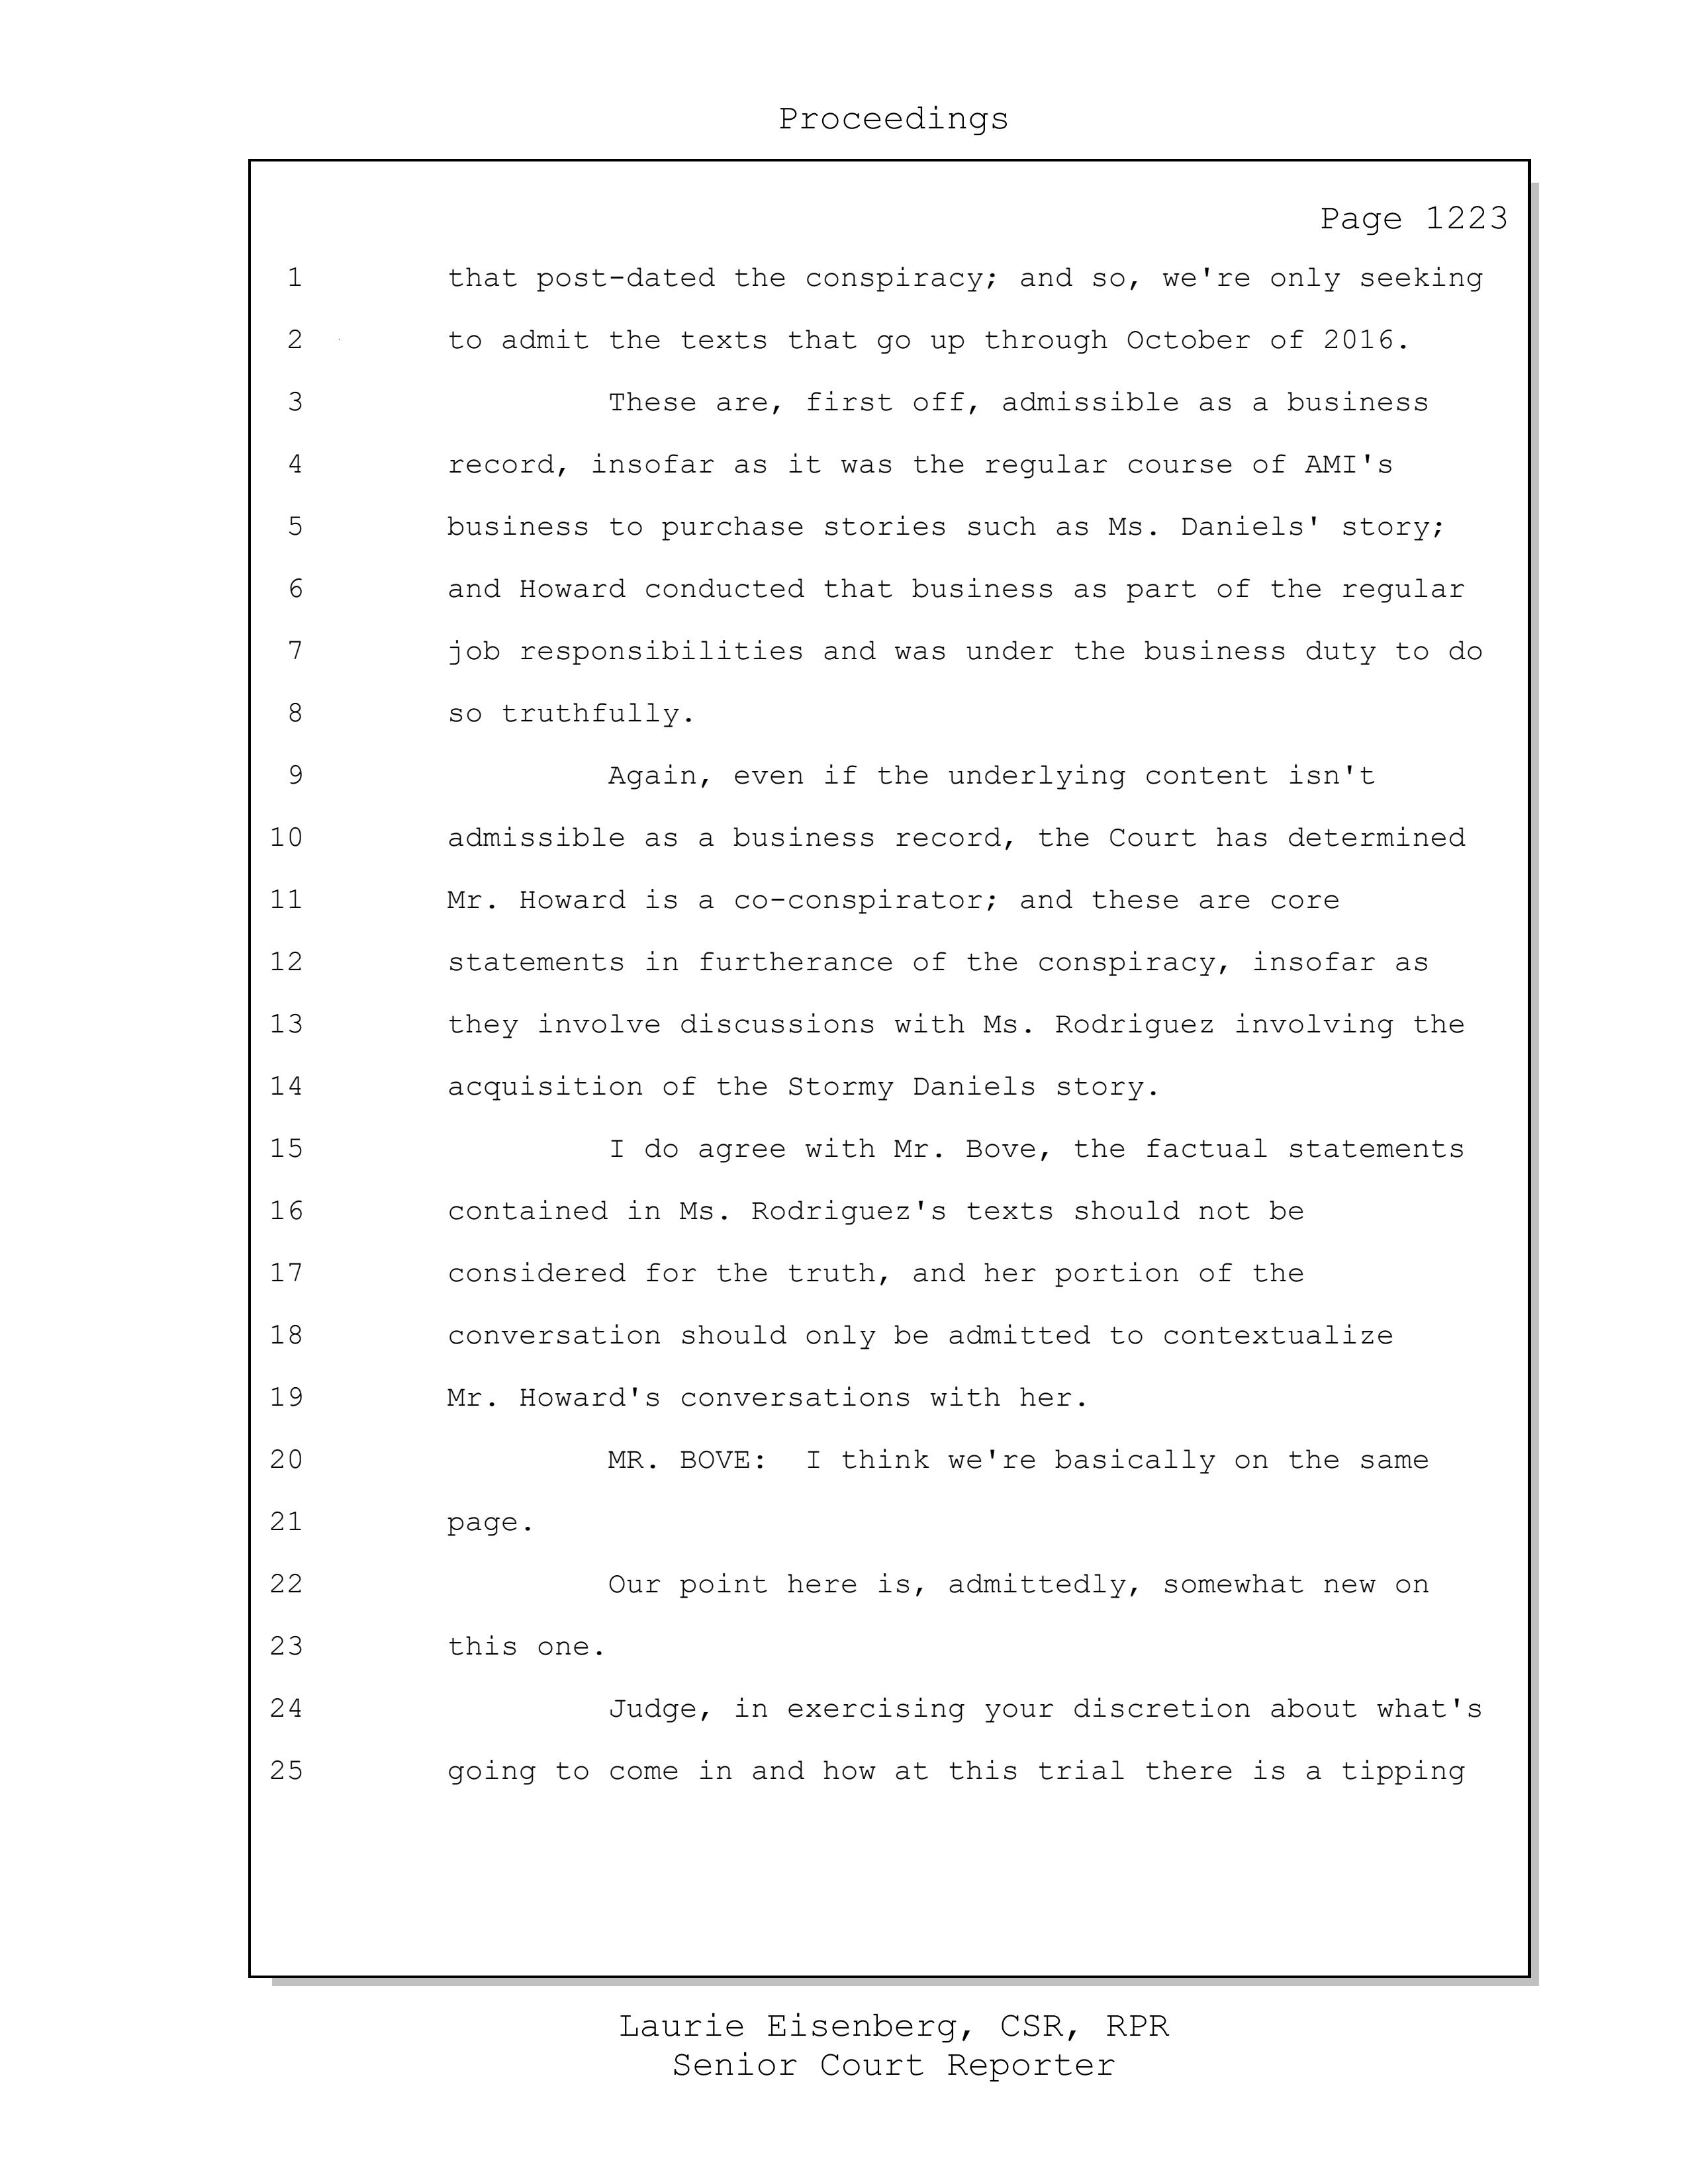 Proceedings
Page 1223
1 that post-dated the conspiracy; and so, we're only seeking
2 to admit the texts that go up through October of 2016.
3 These are, first off, admissible as a business
4 record, insofar as it was the regular course of AMI's
5 business to purchase stories such as Ms. Daniels' story;
6 and Howard conducted that business as part of the regular
7 job responsibilities and was under the business duty to do
8 so truthfully.
9 Again, even if the underlying content isn't
10 admissible as a business record, the Court has determined
11 Mr. Howard is a co-conspirator; and these are core
12 statements in furtherance of the conspiracy, insofar as
13 they involve discussions with Ms. Rodriguez involving the
14 acquisition of the Stormy Daniels story.
15 I do agree with Mr. Bove, the factual statements
16 contained in Ms. Rodriguez's texts should not be
17 considered for the truth, and her portion of the
18 conversation should only be admitted to contextualize
19 Mr. Howard's conversations with her.
20 MR. BOVE: I think we're basically on the same
21 page.
22 Our point here is, admittedly, somewhat new on
23 this one.
24 Judge, in exercising your discretion about what's
25 going to come in and how at this trial there is a tipping
Laurie Eisenberg, CSR, RPR
Senior Court Reporter